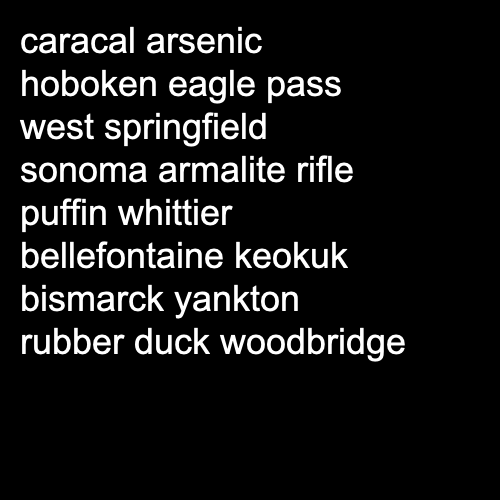 caracal arsenic
hoboken eagle pass
west springfield
sonoma armalite rifle
puffin whittier
bellefontaine keokuk
bismarck yankton
rubber duck woodbridge